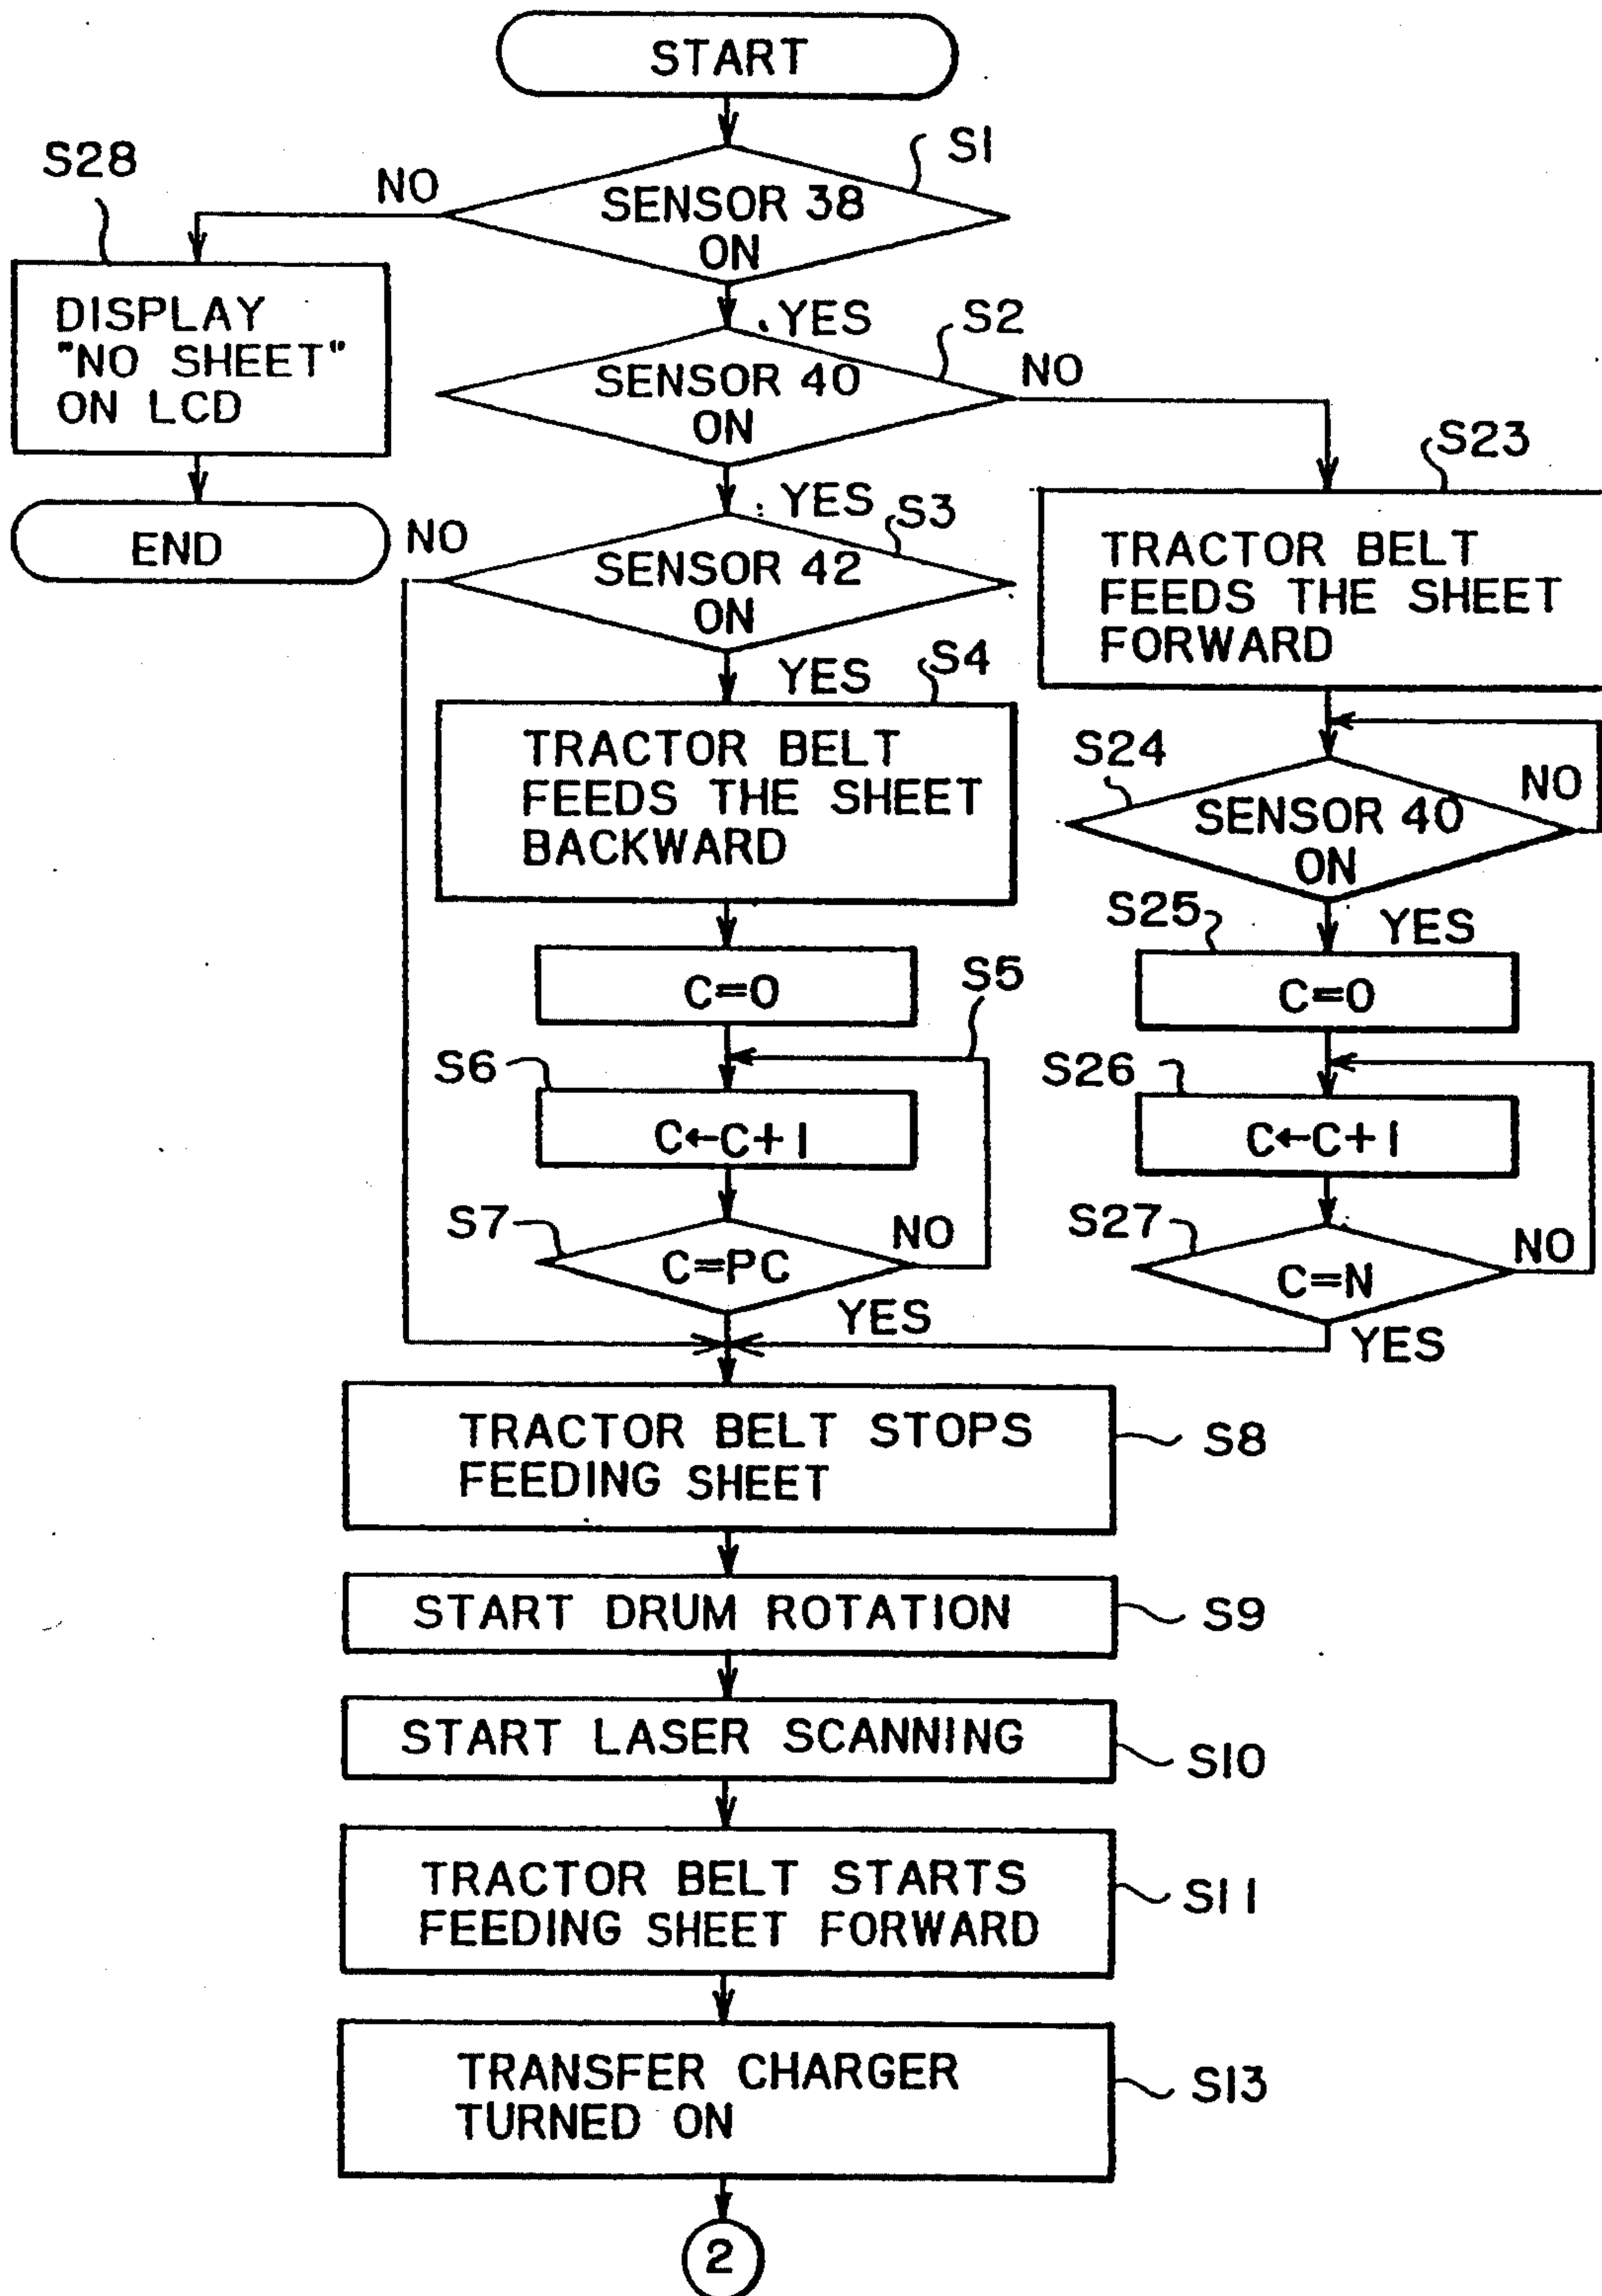 START
S1
SENSOR 38
ON
NO
S28
DISPLAY
"NO SHEET"
ON LCD
END
YES
S2
SENSOR 40
ON
NO
YES
S3
SENSOR 42
ON
NO
YES
S4
TRACTOR BELT
FEEDS THE SHEET
BACKWARD
C=0
S5
S6
C←C+1
S7
C=PC
NO
YES
S23
TRACTOR BELT
FEEDS THE SHEET
FORWARD
S24
SENSOR 40
ON
NO
YES
S25
C=0
S26
C←C+1
S27
C=N
NO
YES
TRACTOR BELT STOPS
FEEDING SHEET
S8
START DRUM ROTATION
S9
START LASER SCANNING
S10
TRACTOR BELT STARTS
FEEDING SHEET FORWARD
S11
TRANSFER CHARGER
TURNED ON
S13
2